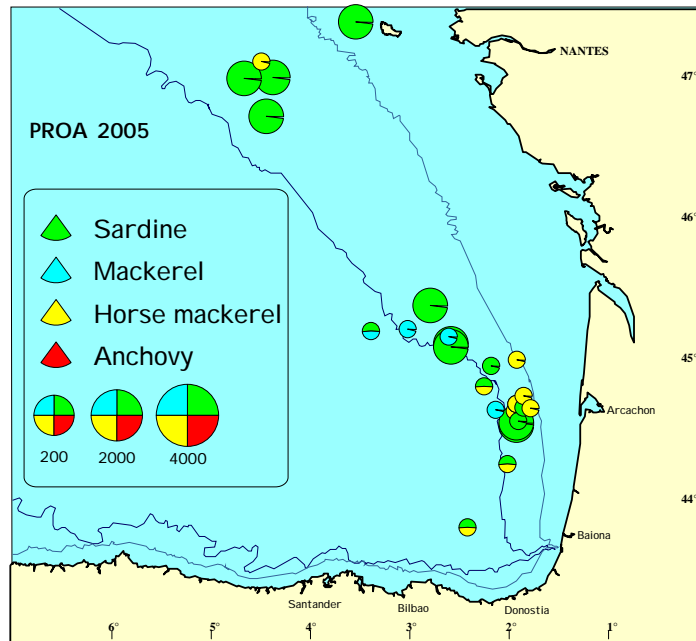 NANTES
47°
PROA 2005
46°
Sardine
Mackerel
Horse mackerel
Anchovy
200 2000 4000
45°
Arcachon
44°
Baiona
Santander Bilbao Donostia
6° 5° 4° 3° 2° 1°